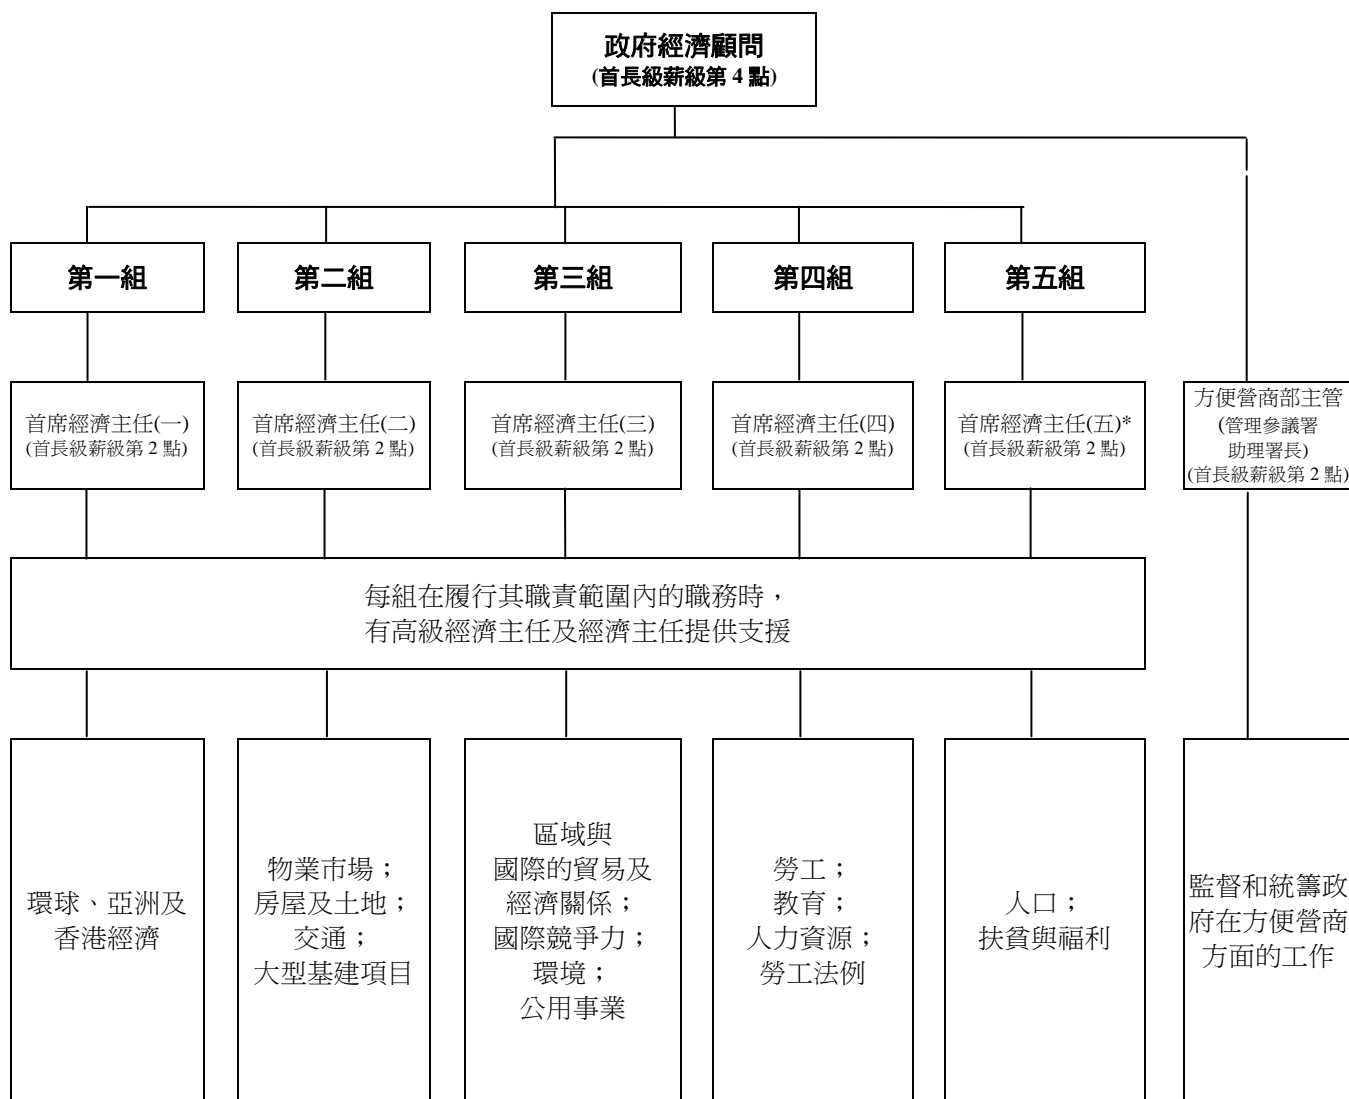 政府經濟顧問
(首長級薪級第 4 點)
第一組
第二組
第三組
第四組
第五組
首席經濟主任(一)
(首長級薪級第 2 點)
首席經濟主任(二)
(首長級薪級第 2 點)
首席經濟主任(三)
(首長級薪級第 2 點)
首席經濟主任(四)
(首長級薪級第 2 點)
首席經濟主任(五)*
(首長級薪級第 2 點)
方便營商部主管
(管理參議署
助理署長)
(首長級薪級第 2 點)
每組在履行其職責範圍內的職務時，
有高級經濟主任及經濟主任提供支援
環球、亞洲及
香港經濟
物業市場；
房屋及土地；
交通；
大型基建項目
區域與
國際的貿易及
經濟關係；
國際競爭力；
環境；
公用事業
勞工；
教育；
人力資源；
勞工法例
人口；
扶貧與福利
監督和統籌政
府在方便營商
方面的工作